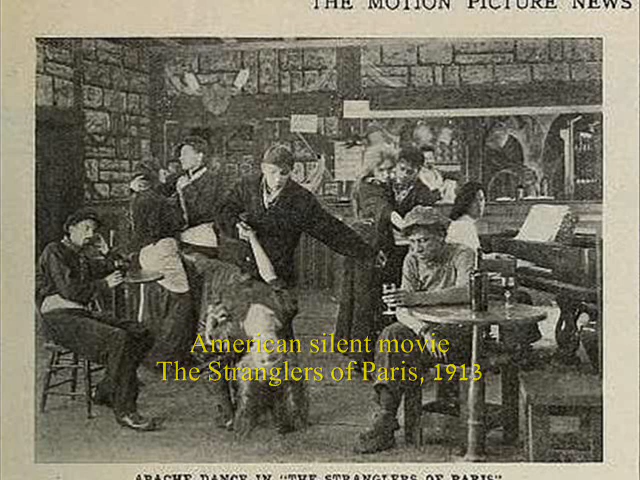 THE MOTION PICTURE NEWS
American silent movie
The Stranglers of Paris, 1913
APACHE DANCE IN "THE STRANGLERS OF PARIS"